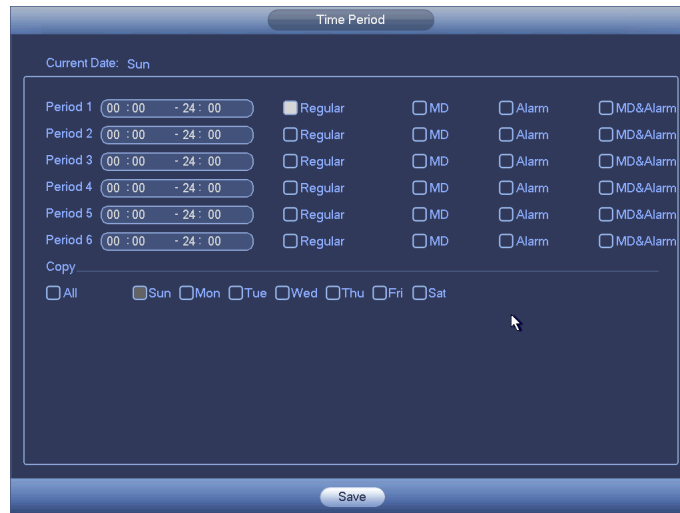 Time Period
Current Date: Sun
Period 1 00 : 00 - 24 : 00 Regular MD Alarm MD&Alarm
Period 2 00 : 00 - 24 : 00 Regular MD Alarm MD&Alarm
Period 3 00 : 00 - 24 : 00 Regular MD Alarm MD&Alarm
Period 4 00 : 00 - 24 : 00 Regular MD Alarm MD&Alarm
Period 5 00 : 00 - 24 : 00 Regular MD Alarm MD&Alarm
Period 6 00 : 00 - 24 : 00 Regular MD Alarm MD&Alarm
Copy
All Sun Mon Tue Wed Thu Fri Sat
Save